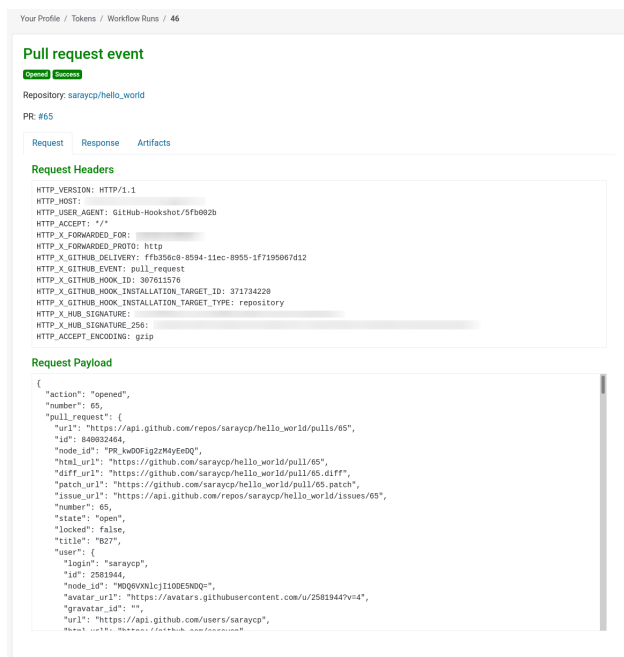 Your Profile / Tokens / Workflow Runs / 46
Pull request event
Opened Success
Repository: saraycp/hello_world
PR: #65
Request Response Artifacts
Request Headers
HTTP_VERSION: HTTP/1.1
HTTP_HOST:
HTTP_USER_AGENT: GitHub-Hookshot/5fb002b
HTTP_ACCEPT: */*
HTTP_X_FORWARDED_FOR:
HTTP_X_FORWARDED_PROTO: http
HTTP_X_GITHUB_DELIVERY: ffb356c0-8594-11ec-8955-1f7195067d12
HTTP_X_GITHUB_EVENT: pull_request
HTTP_X_GITHUB_HOOK_ID: 307611576
HTTP_X_GITHUB_HOOK_INSTALLATION_TARGET_ID: 371734220
HTTP_X_GITHUB_HOOK_INSTALLATION_TARGET_TYPE: repository
HTTP_X_HUB_SIGNATURE:
HTTP_X_HUB_SIGNATURE_256:
HTTP_ACCEPT_ENCODING: gzip
Request Payload
{
  "action": "opened",
  "number": 65,
  "pull_request": {
    "url": "https://api.github.com/repos/saraycp/hello_world/pulls/65",
    "id": 840032464,
    "node_id": "PR_kwDOFig2zM4yEeDQ",
    "html_url": "https://github.com/saraycp/hello_world/pull/65",
    "diff_url": "https://github.com/saraycp/hello_world/pull/65.diff",
    "patch_url": "https://github.com/saraycp/hello_world/pull/65.patch",
    "issue_url": "https://api.github.com/repos/saraycp/hello_world/issues/65",
    "number": 65,
    "state": "open",
    "locked": false,
    "title": "B27",
    "user": {
      "login": "saraycp",
      "id": 2581944,
      "node_id": "MDQ6VXNlcjI1ODE5NDQ=",
      "avatar_url": "https://avatars.githubusercontent.com/u/2581944?v=4",
      "gravatar_id": "",
      "url": "https://api.github.com/users/saraycp",
      "html_url": "https://github.com/saraycp"